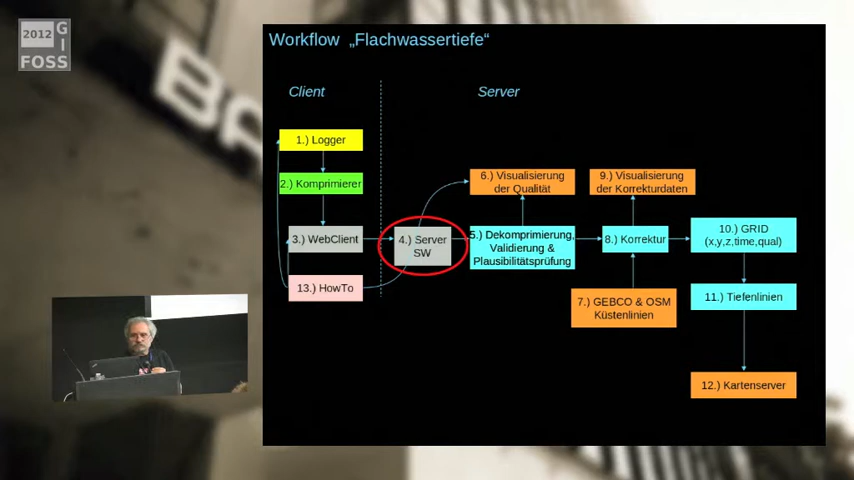 2012
GI
FOSS
BA
Workflow „Flachwassertiefe“
Client
Server
1.) Logger
2.) Komprimierer
3.) WebClient
13.) HowTo
4.) Server
SW
6.) Visualisierung
der Qualität
5.) Dekomprimierung,
Validierung &
Plausibilitätsprüfung
9.) Visualisierung
der Korrekturdaten
8.) Korrektur
7.) GEBCO & OSM
Küstenlinien
10.) GRID
(x,y,z,time,qual)
11.) Tiefenlinien
12.) Kartenserver